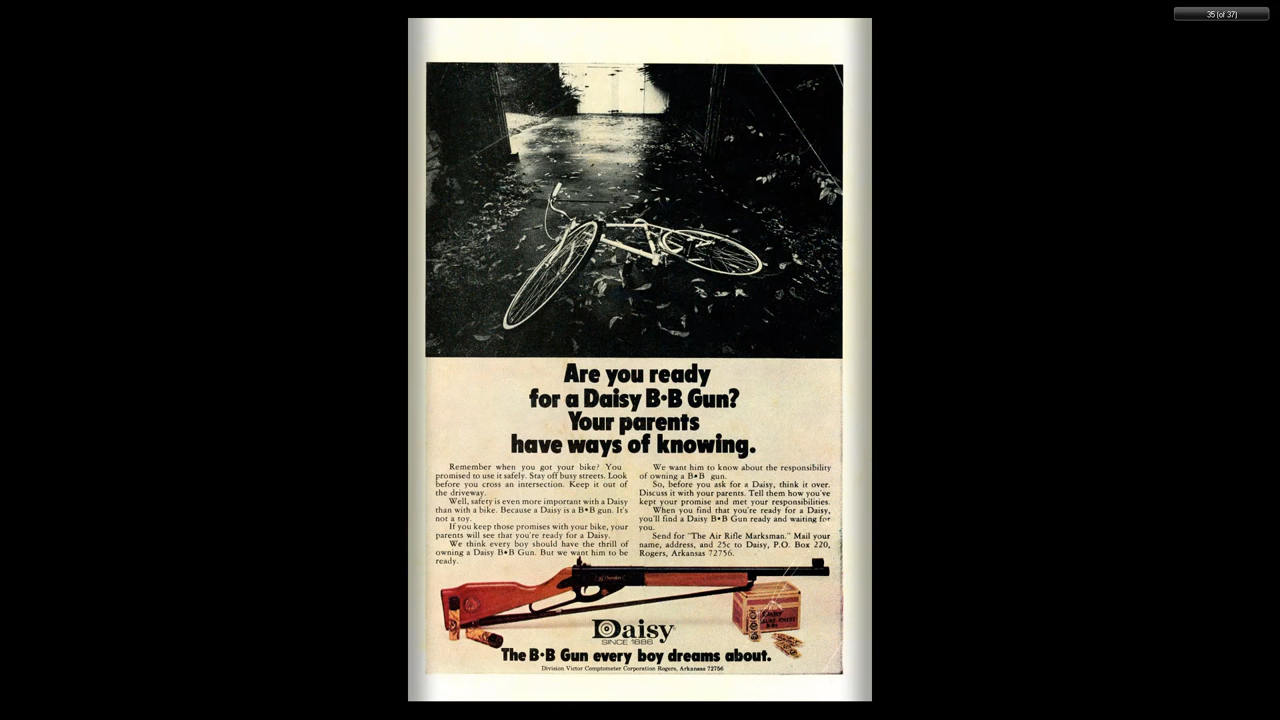 35 (of 37)
Are you ready
for a Daisy B•B Gun?
Your parents
have ways of knowing.
Remember when you got your bike? You
promised to use it safely. Stay off busy streets. Look
before you cross an intersection. Keep it out of
the driveway.
Well, safety is even more important with a Daisy
than with a bike. Because a Daisy is a B•B gun. It's
not a toy.
If you keep those promises with your bike, your
parents will see that you're ready for a Daisy.
We think every boy should have the thrill of
owning a Daisy B•B Gun. But we want him to be
ready.
We want him to know about the responsibility
of owning a B•B gun.
So, before you ask for a Daisy, think it over.
Discuss it with your parents. Tell them how you've
kept your promise and met your responsibilities.
When you find that you're ready for a Daisy,
you'll find a Daisy B•B Gun ready and waiting for
you.
Send for "The Air Rifle Marksman." Mail your
name, address, and 25c to Daisy, P.O. Box 220,
Rogers, Arkansas 72756.
Daisy
SINCE 1886
The B•B Gun every boy dreams about.
Division Victor Comptometer Corporation Rogers, Arkansas 72756